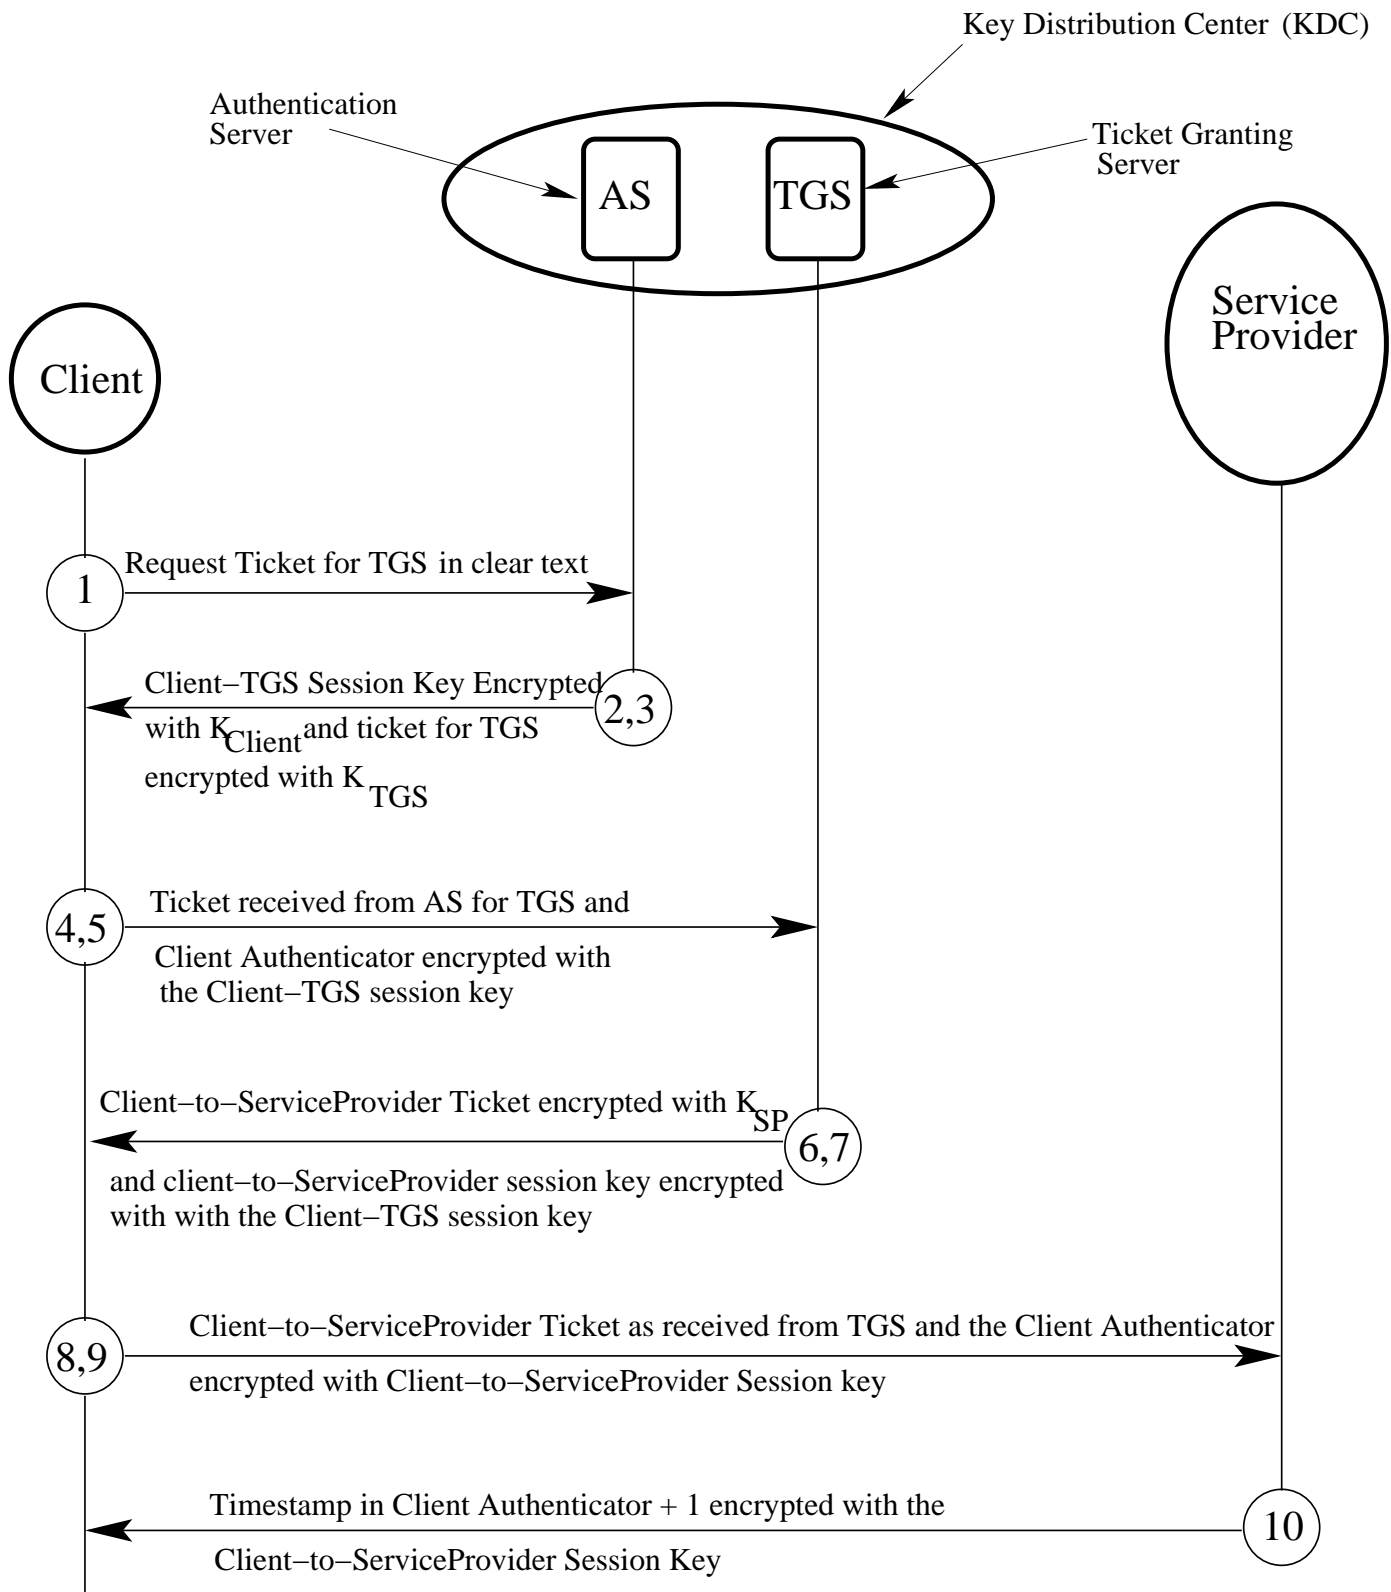 Key Distribution Center (KDC)
Authentication
Server
Ticket Granting
Server
AS
TGS
Service
Provider
Client
Request Ticket for TGS in clear text
1
Client–TGS Session Key Encrypted
2,3
with K Client and ticket for TGS
encrypted with K TGS
Ticket received from AS for TGS and
4,5
Client Authenticator encrypted with
the Client–TGS session key
Client–to–ServiceProvider Ticket encrypted with K SP
6,7
and client–to–ServiceProvider session key encrypted
with with the Client–TGS session key
Client–to–ServiceProvider Ticket as received from TGS and the Client Authenticator
8,9
encrypted with Client–to–ServiceProvider Session key
Timestamp in Client Authenticator + 1 encrypted with the
10
Client–to–ServiceProvider Session Key